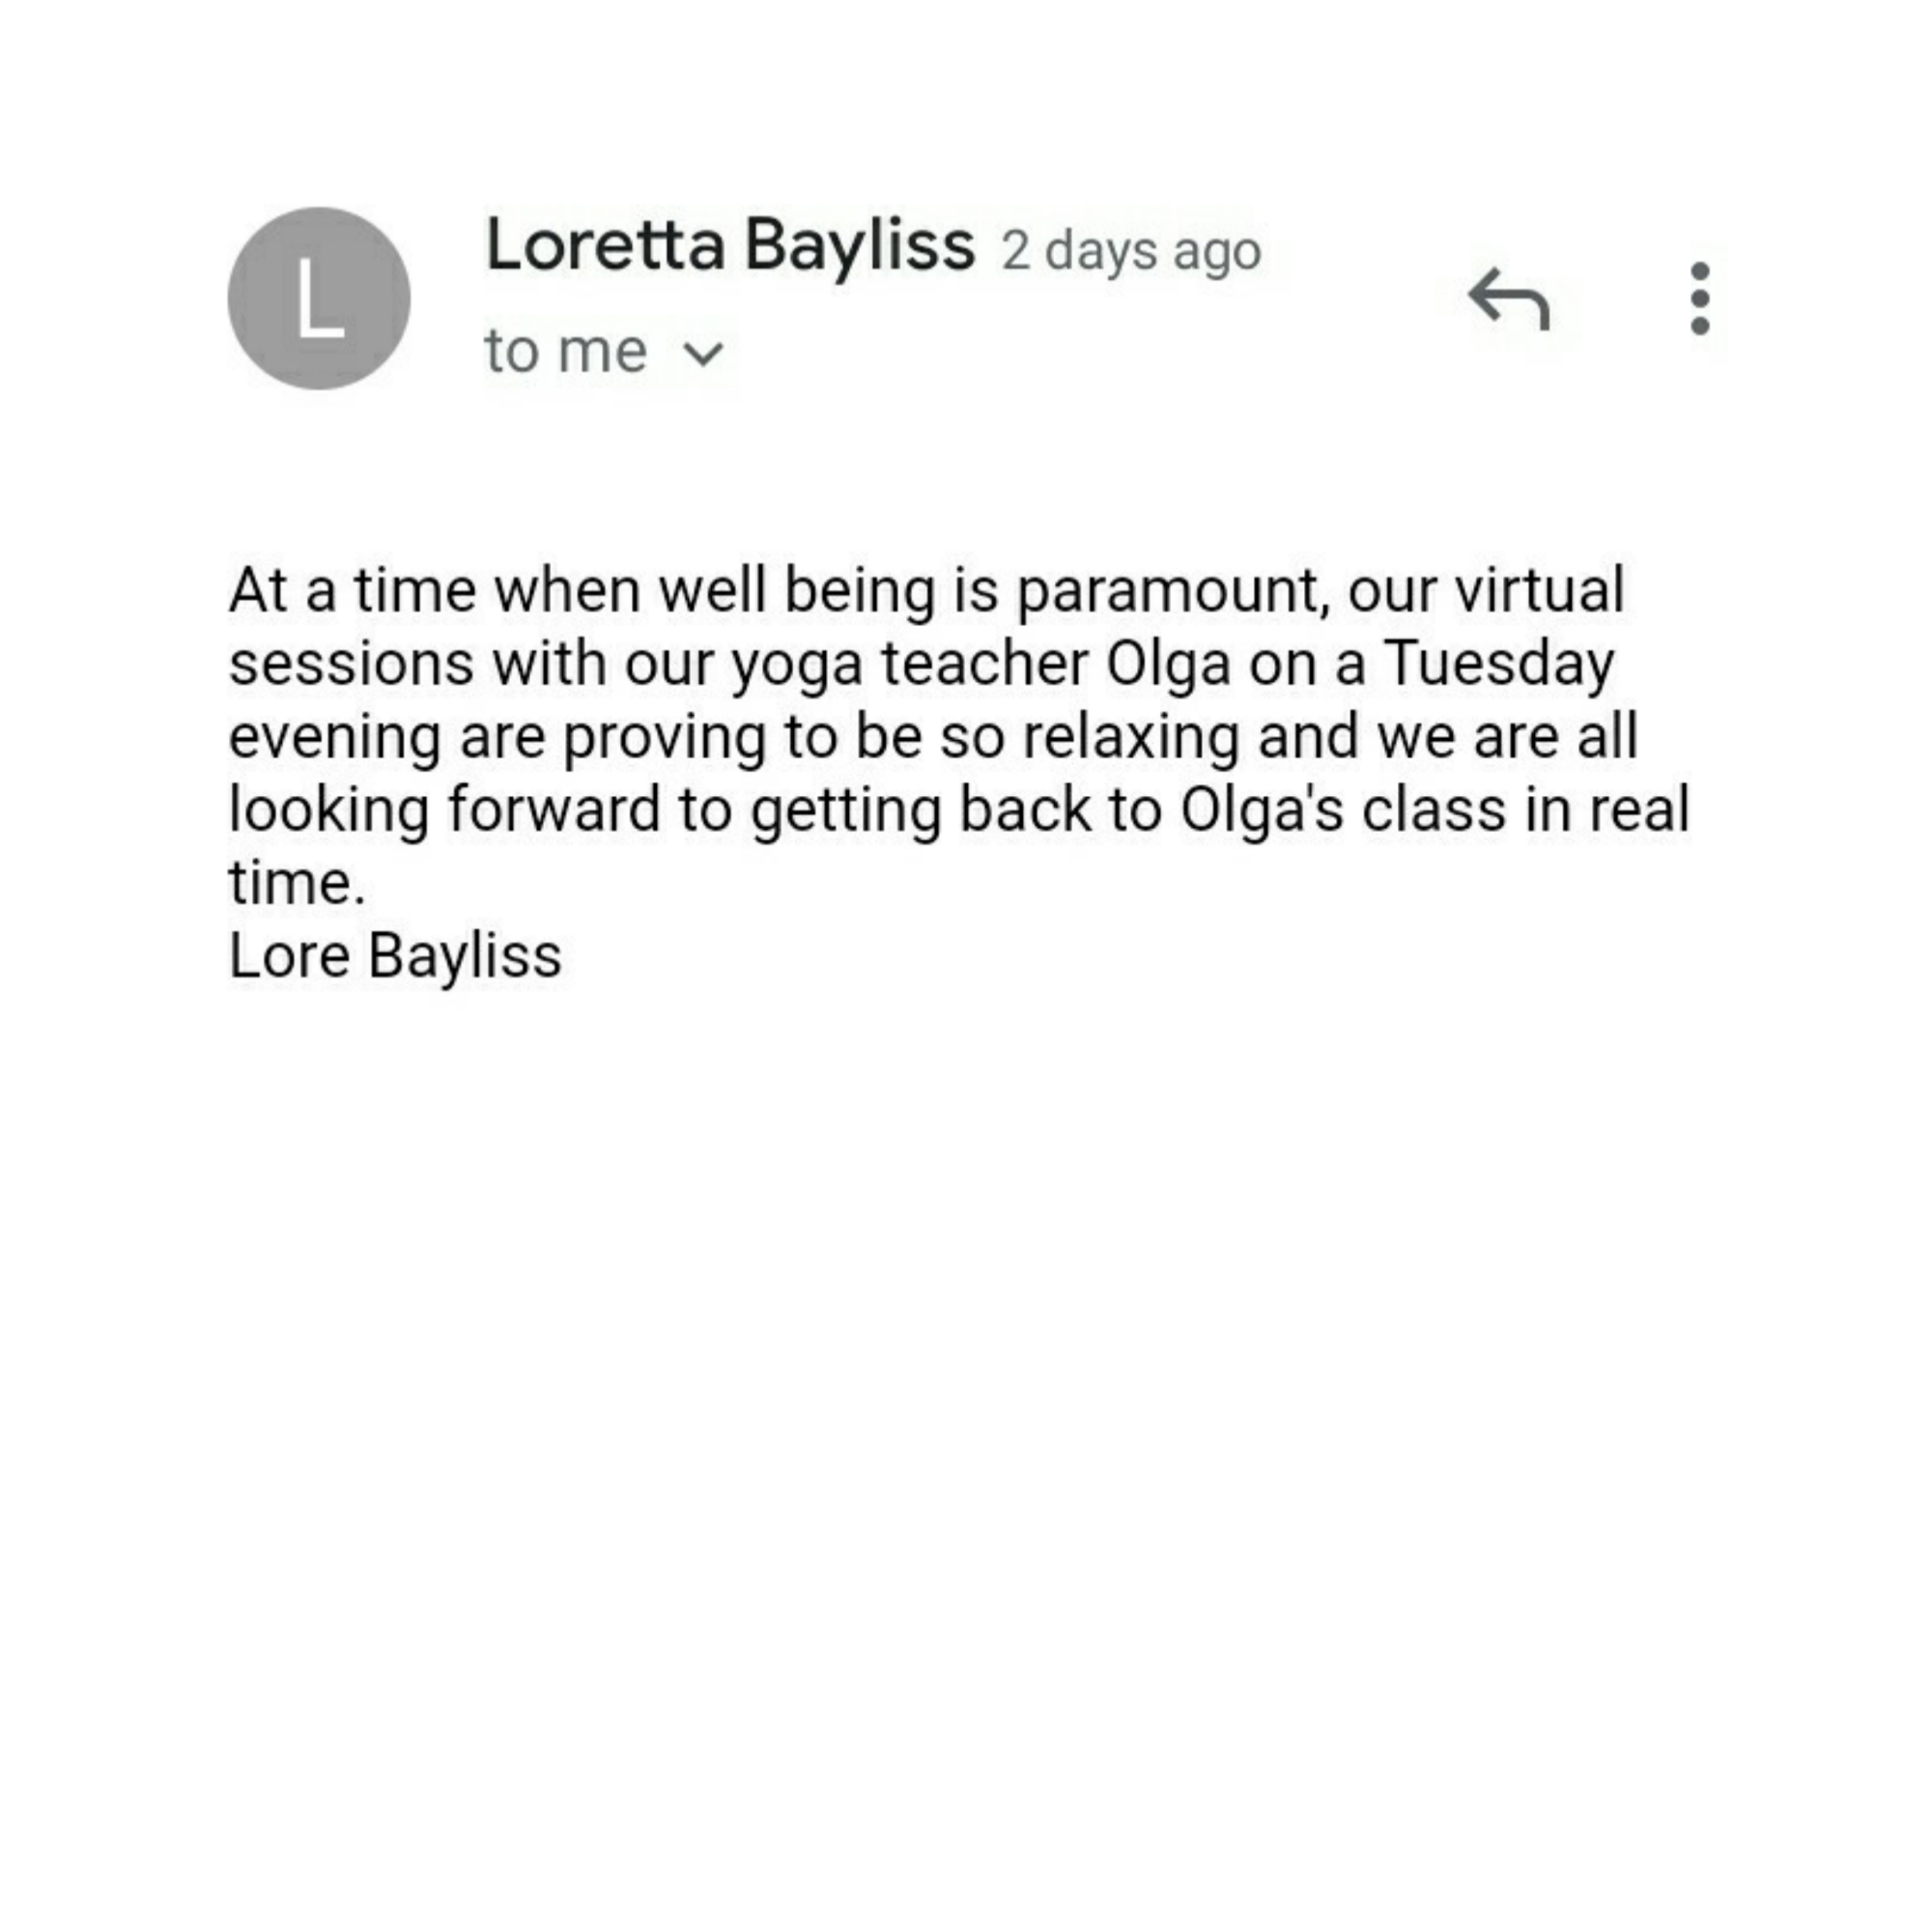 L
Loretta Bayliss 2 days ago
to me
At a time when well being is paramount, our virtual
sessions with our yoga teacher Olga on a Tuesday
evening are proving to be so relaxing and we are all
looking forward to getting back to Olga's class in real
time.
Lore Bayliss